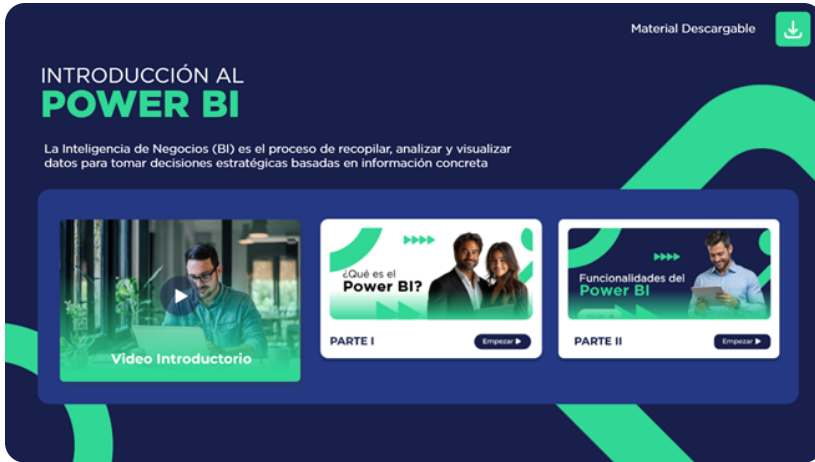 Material Descargable
INTRODUCCIÓN AL
POWER BI
La Inteligencia de Negocios (BI) es el proceso de recopilar, analizar y visualizar
datos para tomar decisiones estratégicas basadas en información concreta
Video Introductorio
¿Qué es el
Power BI?
PARTE I
Empezar
Funcionalidades del
Power BI
PARTE II
Empezar